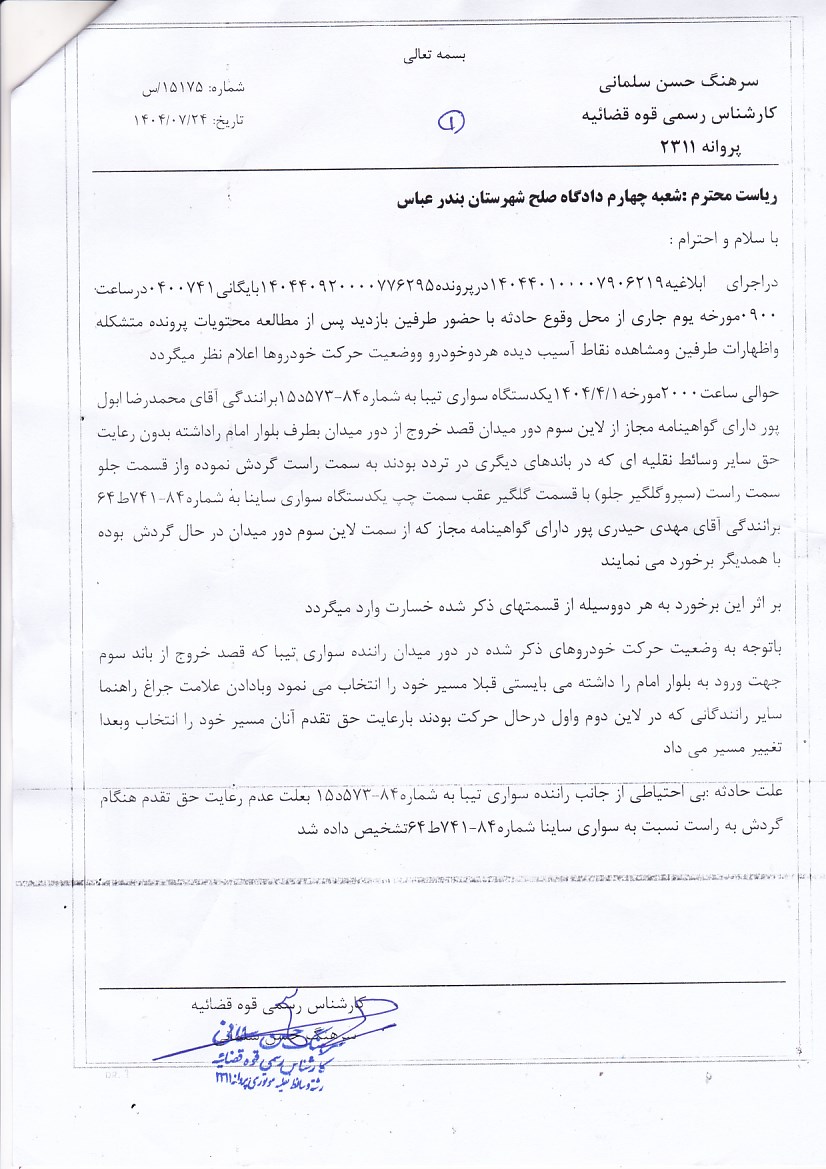 بسمه تعالی
سرهنگ حسن سلمانی
شماره: ۱۵۱۷۵/س
کارشناس رسمی قوه قضائیه
تاریخ: ۱۴۰۴/۰۷/۲۴
۱
پروانه ۲۳۱۱
ریاست محترم :شعبه چهارم دادگاه صلح شهرستان بندر عباس
با سلام و احترام :
دراجرای ابلاغیه۱۴۰۴۴۰۱۰۰۰۰۷۹۰۶۲۱۹درپرونده۱۴۰۴۴۰۹۲۰۰۰۰۷۷۶۲۹۵بایگانی۰۴۰۰۷۴۱درساعت
۰۹۰۰مورخه یوم جاری از محل وقوع حادثه با حضور طرفین بازدید پس از مطالعه محتویات پرونده متشکله
واظهارات طرفین ومشاهده نقاط آسیب دیده هردوخودرو ووضعیت حرکت خودروها اعلام نظر میگردد
حوالی ساعت۲۰۰۰مورخه۱۴۰۴/۴/۱یکدستگاه سواری تیبا به شماره۸۴-۵۷۳د۱۵برانندگی آقای محمدرضا ابول
پور دارای گواهینامه مجاز از لاین سوم دور میدان قصد خروج از دور میدان بطرف بلوار امام راداشته بدون رعایت
حق سایر وسائط نقلیه ای که در باندهای دیگری در تردد بودند به سمت راست گردش نموده واز قسمت جلو
سمت راست (سپروگلگیر جلو) با قسمت گلگیر عقب سمت چپ یکدستگاه سواری ساینا به شماره۸۴-۷۴۱ط۶۴
برانندگی آقای مهدی حیدری پور دارای گواهینامه مجاز که از سمت لاین سوم دور میدان در حال گردش بوده
با همدیگر برخورد می نمایند
بر اثر این برخورد به هر دووسیله از قسمتهای ذکر شده خسارت وارد میگردد
باتوجه به وضعیت حرکت خودروهای ذکر شده در دور میدان راننده سواری تیبا که قصد خروج از باند سوم
جهت ورود به بلوار امام را داشته می بایستی قبلا مسیر خود را انتخاب می نمود وبادادن علامت چراغ راهنما
سایر رانندگانی که در لاین دوم واول درحال حرکت بودند بارعایت حق تقدم آنان مسیر خود را انتخاب وبعدا
تغییر مسیر می داد
علت حادثه :بی احتیاطی از جانب راننده سواری تیبا به شماره۸۴-۵۷۳د۱۵ بعلت عدم رعایت حق تقدم هنگام
گردش به راست نسبت به سواری ساینا شماره۸۴-۷۴۱ط۶۴تشخیص داده شد
کارشناس رسمی قوه قضائیه
سرهنگ حسن سلمانی
کارشناس رسمی قوه قضائیه
رشته وسائط نقلیه موتوری پروانه ۲۳۱۱